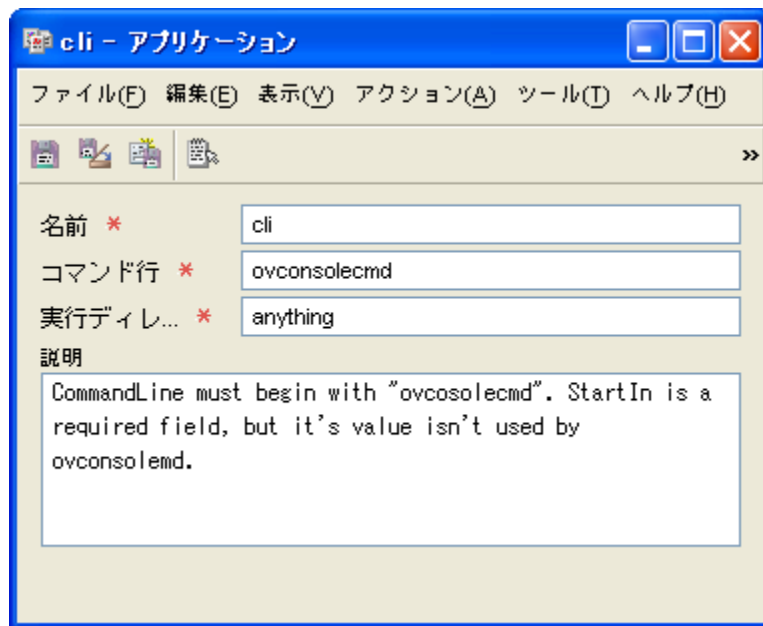 cli - アプリケーション
ファイル(F) 編集(E) 表示(V) アクション(A) ツール(T) ヘルプ(H)
»
名前 * cli
コマンド行 * ovconsolecmd
実行ディレ... * anything
説明
CommandLine must begin with "ovcosolecmd". StartIn is a
required field, but it's value isn't used by
ovconsolemd.